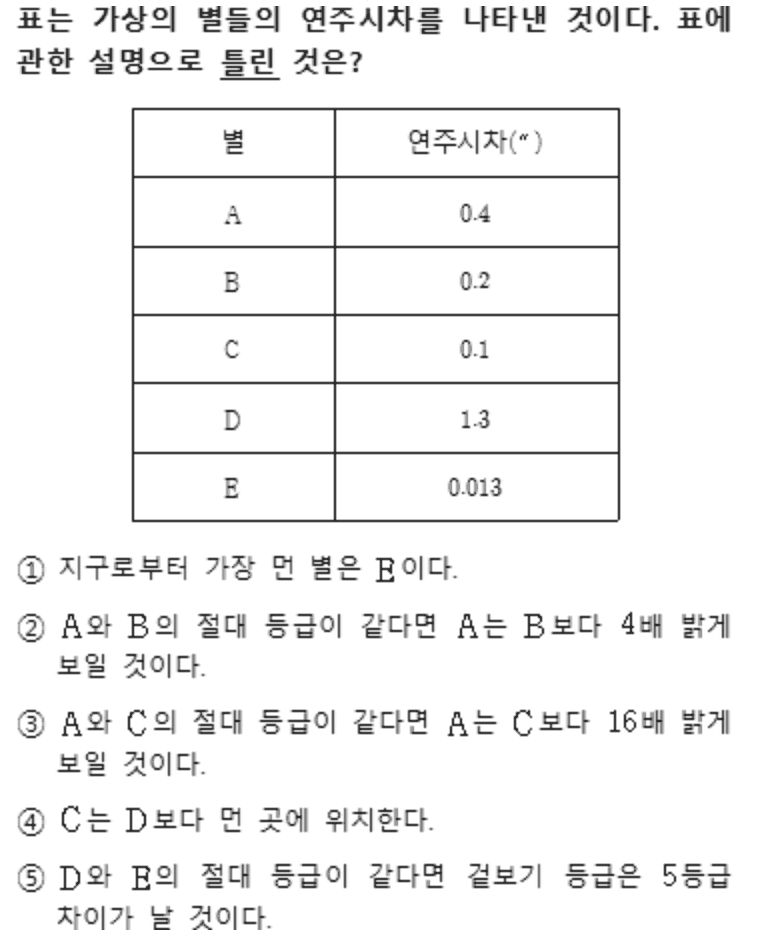 표는 가상의 별들의 연주시차를 나타낸 것이다. 표에
관한 설명으로 틀린 것은?
별 연주시차(″)
A 0.4
B 0.2
C 0.1
D 1.3
E 0.013
① 지구로부터 가장 먼 별은 E이다.
② A와 B의 절대 등급이 같다면 A는 B보다 4배 밝게
보일 것이다.
③ A와 C의 절대 등급이 같다면 A는 C보다 16배 밝게
보일 것이다.
④ C는 D보다 먼 곳에 위치한다.
⑤ D와 E의 절대 등급이 같다면 겉보기 등급은 5등급
차이가 날 것이다.